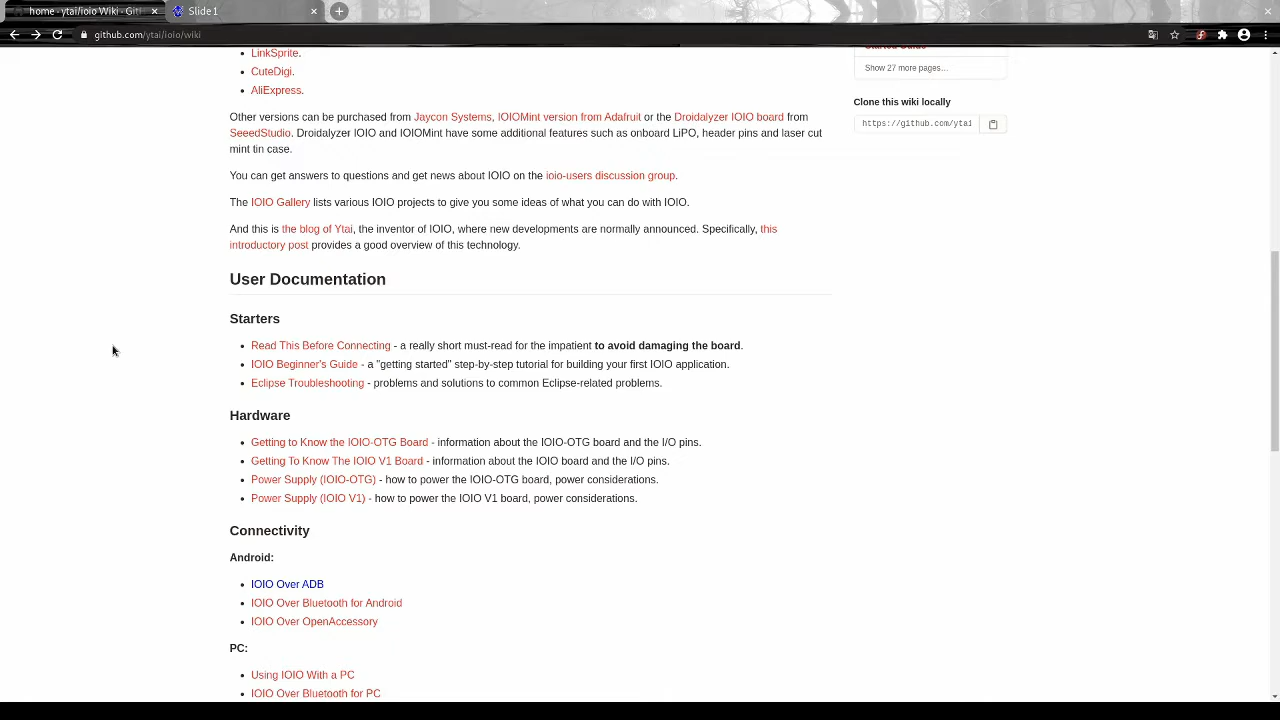 home · ytai/ioio Wiki · Git
Slide 1
github.com/ytai/ioio/wiki
LinkSprite.
CuteDigi.
AliExpress.
Show 27 more pages…
Clone this wiki locally
https://github.com/ytai
Other versions can be purchased from Jaycon Systems, IOIOMint version from Adafruit or the Droidalyzer IOIO board from
SeeedStudio. Droidalyzer IOIO and IOIOMint have some additional features such as onboard LiPO, header pins and laser cut
mint tin case.
You can get answers to questions and get news about IOIO on the ioio-users discussion group.
The IOIO Gallery lists various IOIO projects to give you some ideas of what you can do with IOIO.
And this is the blog of Ytai, the inventor of IOIO, where new developments are normally announced. Specifically, this
introductory post provides a good overview of this technology.
User Documentation
Starters
Read This Before Connecting - a really short must-read for the impatient to avoid damaging the board.
IOIO Beginner's Guide - a "getting started" step-by-step tutorial for building your first IOIO application.
Eclipse Troubleshooting - problems and solutions to common Eclipse-related problems.
Hardware
Getting to Know the IOIO-OTG Board - information about the IOIO-OTG board and the I/O pins.
Getting To Know The IOIO V1 Board - information about the IOIO board and the I/O pins.
Power Supply (IOIO-OTG) - how to power the IOIO-OTG board, power considerations.
Power Supply (IOIO V1) - how to power the IOIO V1 board, power considerations.
Connectivity
Android:
IOIO Over ADB
IOIO Over Bluetooth for Android
IOIO Over OpenAccessory
PC:
Using IOIO With a PC
IOIO Over Bluetooth for PC